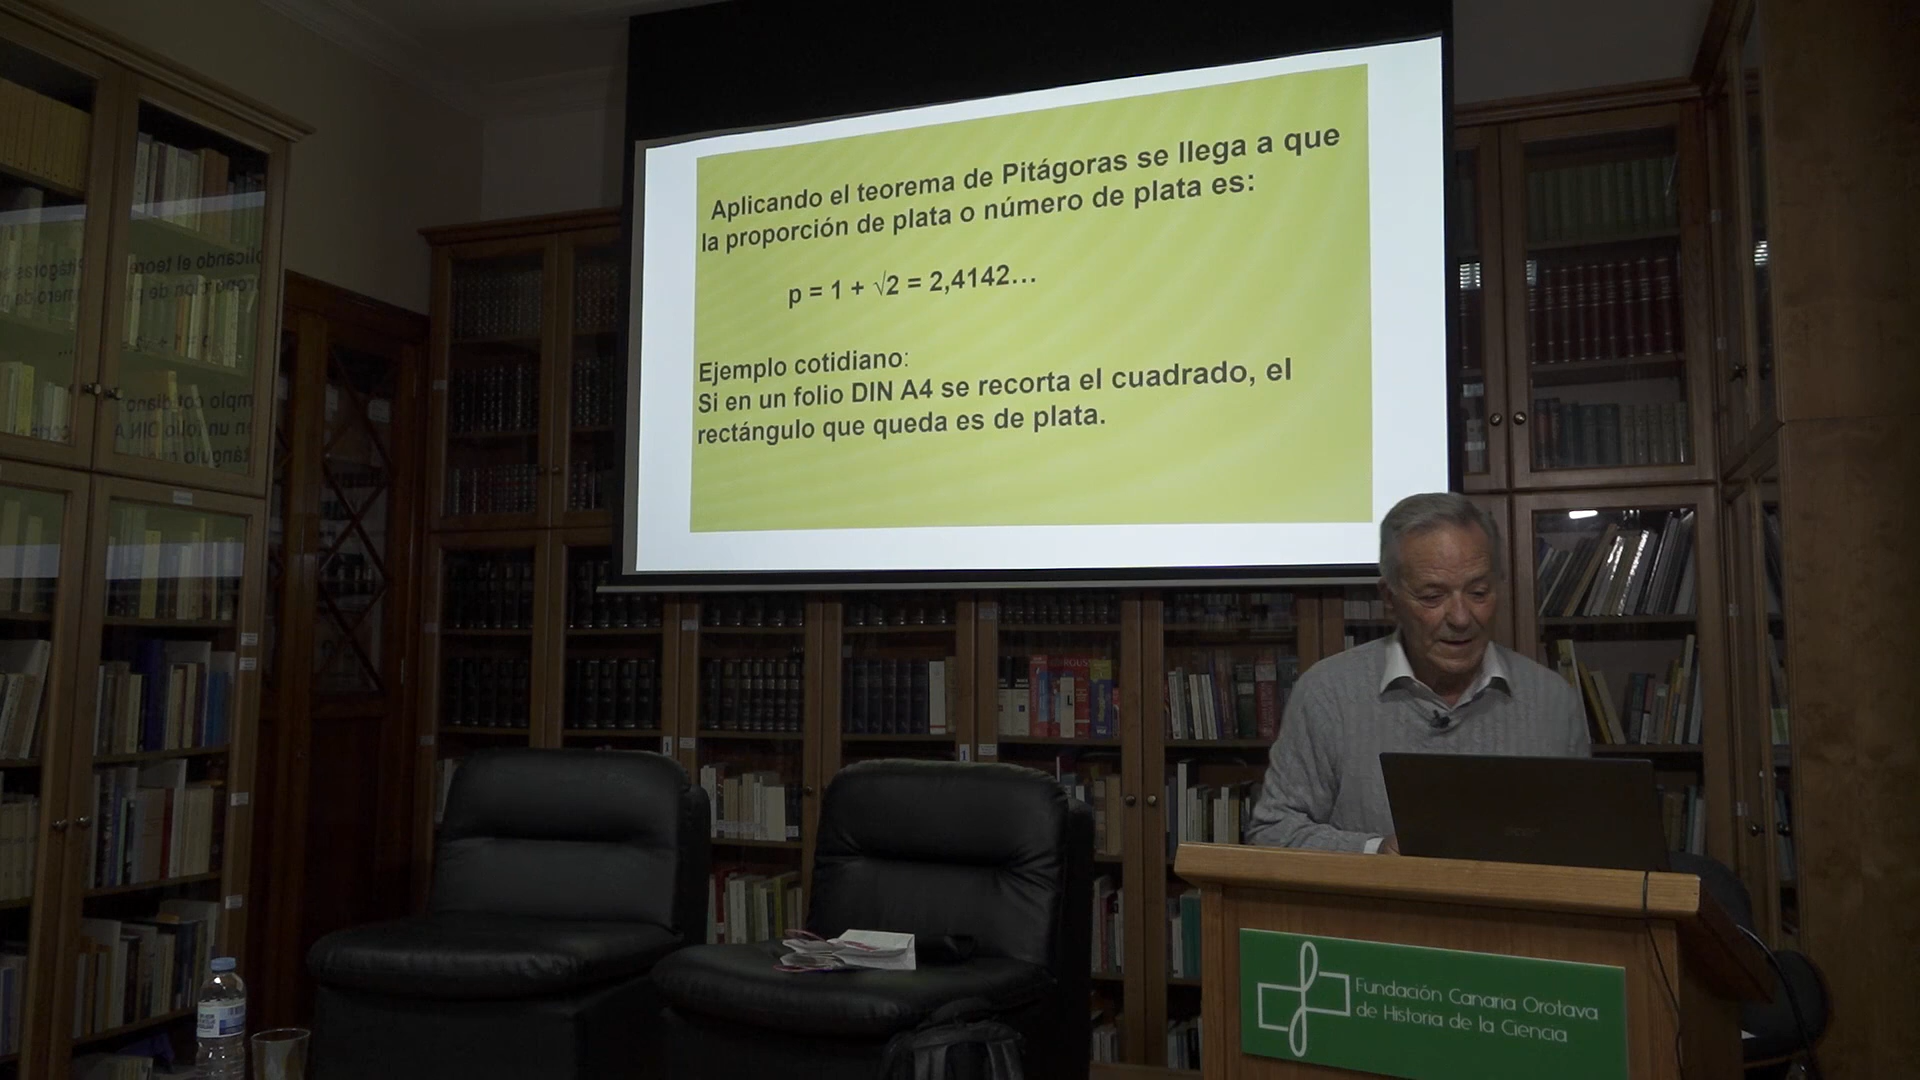 Aplicando el teorema de Pitágoras se llega a que
la proporción de plata o número de plata es:
p = 1 + √2 = 2,4142...
Ejemplo cotidiano:
Si en un folio DIN A4 se recorta el cuadrado, el
rectángulo que queda es de plata.
acer
Fundación Canaria Orotava
de Historia de la Ciencia